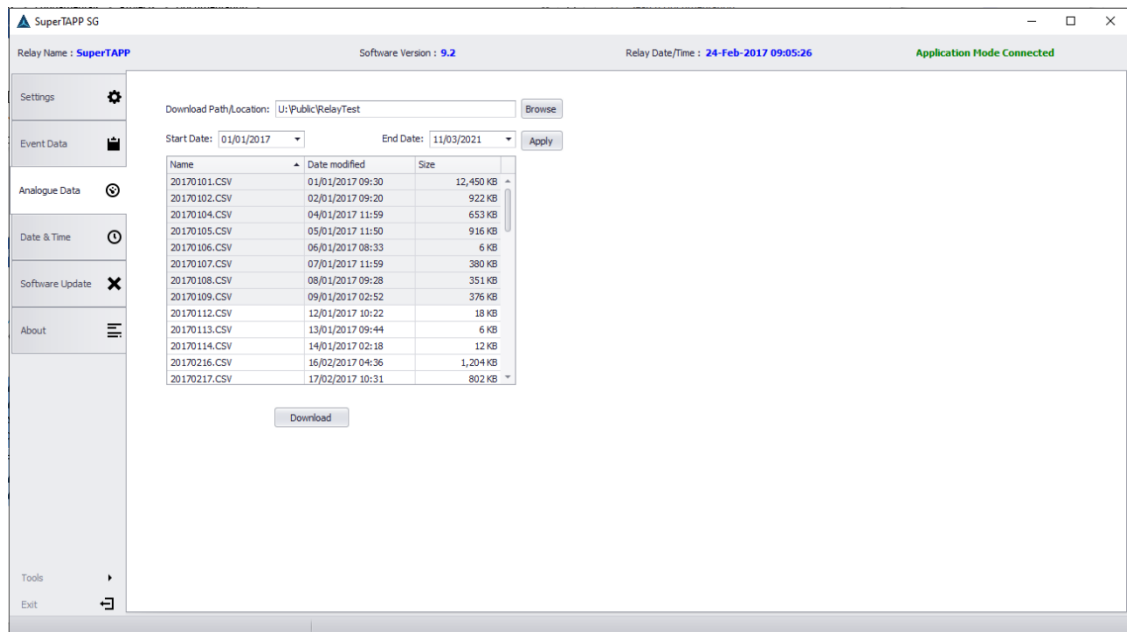 SuperTAPP SG
Relay Name : SuperTAPP Software Version : 9.2 Relay Date/Time : 24-Feb-2017 09:05:26 Application Mode Connected
Settings
Event Data
Analogue Data
Date & Time
Software Update
About
Tools
Exit
Download Path/Location: U:\Public\RelayTest Browse
Start Date: 01/01/2017 End Date: 11/03/2021 Apply
Name Date modified Size
20170101.CSV 01/01/2017 09:30 12,450 KB
20170102.CSV 02/01/2017 09:20 922 KB
20170104.CSV 04/01/2017 11:59 653 KB
20170105.CSV 05/01/2017 11:50 916 KB
20170106.CSV 06/01/2017 08:33 6 KB
20170107.CSV 07/01/2017 11:59 380 KB
20170108.CSV 08/01/2017 09:28 351 KB
20170109.CSV 09/01/2017 02:52 376 KB
20170112.CSV 12/01/2017 10:22 18 KB
20170113.CSV 13/01/2017 09:44 6 KB
20170114.CSV 14/01/2017 02:18 12 KB
20170216.CSV 16/02/2017 04:36 1,204 KB
20170217.CSV 17/02/2017 10:31 802 KB
Download